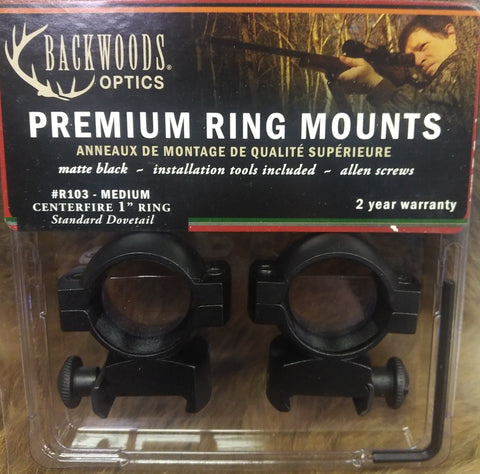 BACKWOODS®
OPTICS
PREMIUM RING MOUNTS
ANNEAUX DE MONTAGE DE QUALITÉ SUPÉRIEURE
matte black - installation tools included - allen screws
#R103 - MEDIUM
CENTERFIRE 1" RING
Standard Dovetail
2 year warranty